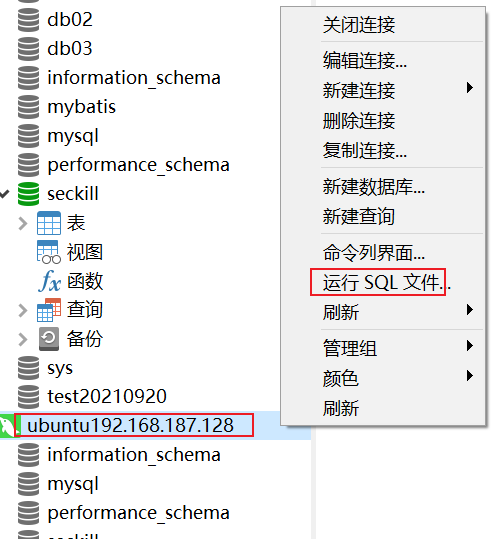 db02
db03
information_schema
mybatis
mysql
performance_schema
seckill
表
视图
fx 函数
查询
备份
sys
test20210920
ubuntu192.168.187.128
information_schema
mysql
performance_schema
seckill
关闭连接
编辑连接...
新建连接
删除连接
复制连接...
新建数据库...
新建查询
命令列界面...
运行 SQL 文件...
刷新
管理组
颜色
刷新